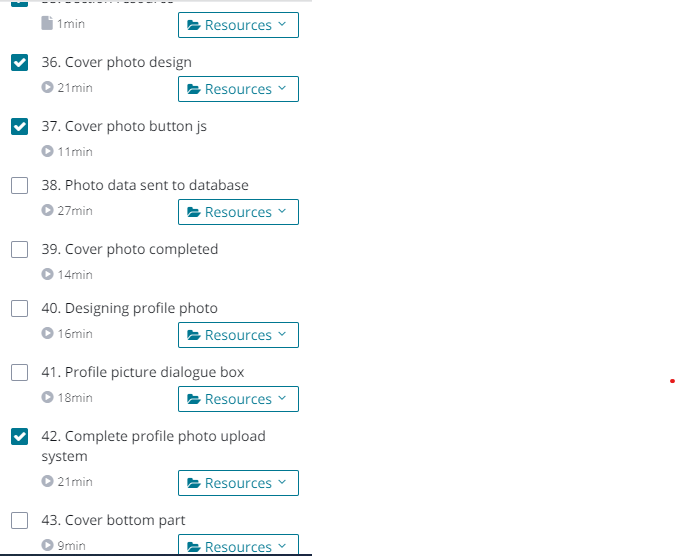 1min
Resources
36. Cover photo design
21min
Resources
37. Cover photo button js
11min
38. Photo data sent to database
27min
Resources
39. Cover photo completed
14min
40. Designing profile photo
16min
Resources
41. Profile picture dialogue box
18min
Resources
42. Complete profile photo upload
system
21min
Resources
43. Cover bottom part
9min
Resources